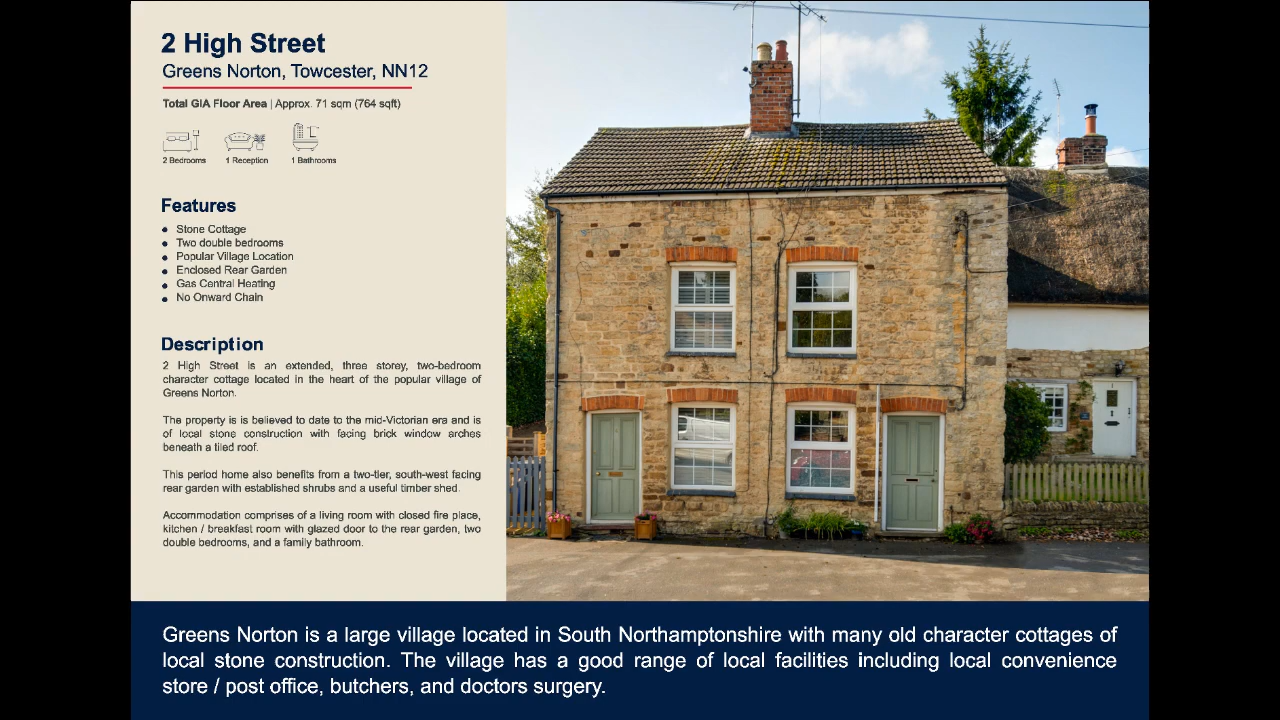 2 High Street
Greens Norton, Towcester, NN12
Total GIA Floor Area | Approx. 71 sqm (764 sqft)
2 Bedrooms 1 Reception 1 Bathrooms
Features
Stone Cottage
Two double bedrooms
Popular Village Location
Enclosed Rear Garden
Gas Central Heating
No Onward Chain
Description
2 High Street is an extended, three storey, two-bedroom
character cottage located in the heart of the popular village of
Greens Norton.
The property is is believed to date to the mid-Victorian era and is
of local stone construction with facing brick window arches
beneath a tiled roof.
This period home also benefits from a two-tier, south-west facing
rear garden with established shrubs and a useful timber shed.
Accommodation comprises of a living room with closed fire place,
kitchen / breakfast room with glazed door to the rear garden, two
double bedrooms, and a family bathroom.
Greens Norton is a large village located in South Northamptonshire with many old character cottages of
local stone construction. The village has a good range of local facilities including local convenience
store / post office, butchers, and doctors surgery.